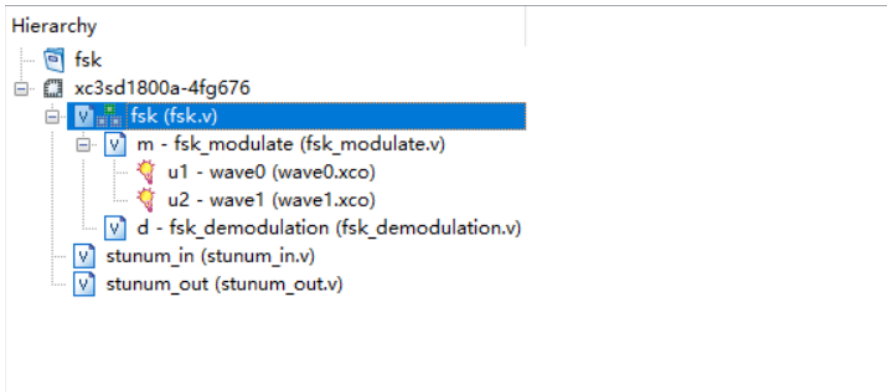 Hierarchy
fsk
xc3sd1800a-4fg676
V fsk (fsk.v)
V m - fsk_modulate (fsk_modulate.v)
u1 - wave0 (wave0.xco)
u2 - wave1 (wave1.xco)
V d - fsk_demodulation (fsk_demodulation.v)
V stunum_in (stunum_in.v)
V stunum_out (stunum_out.v)